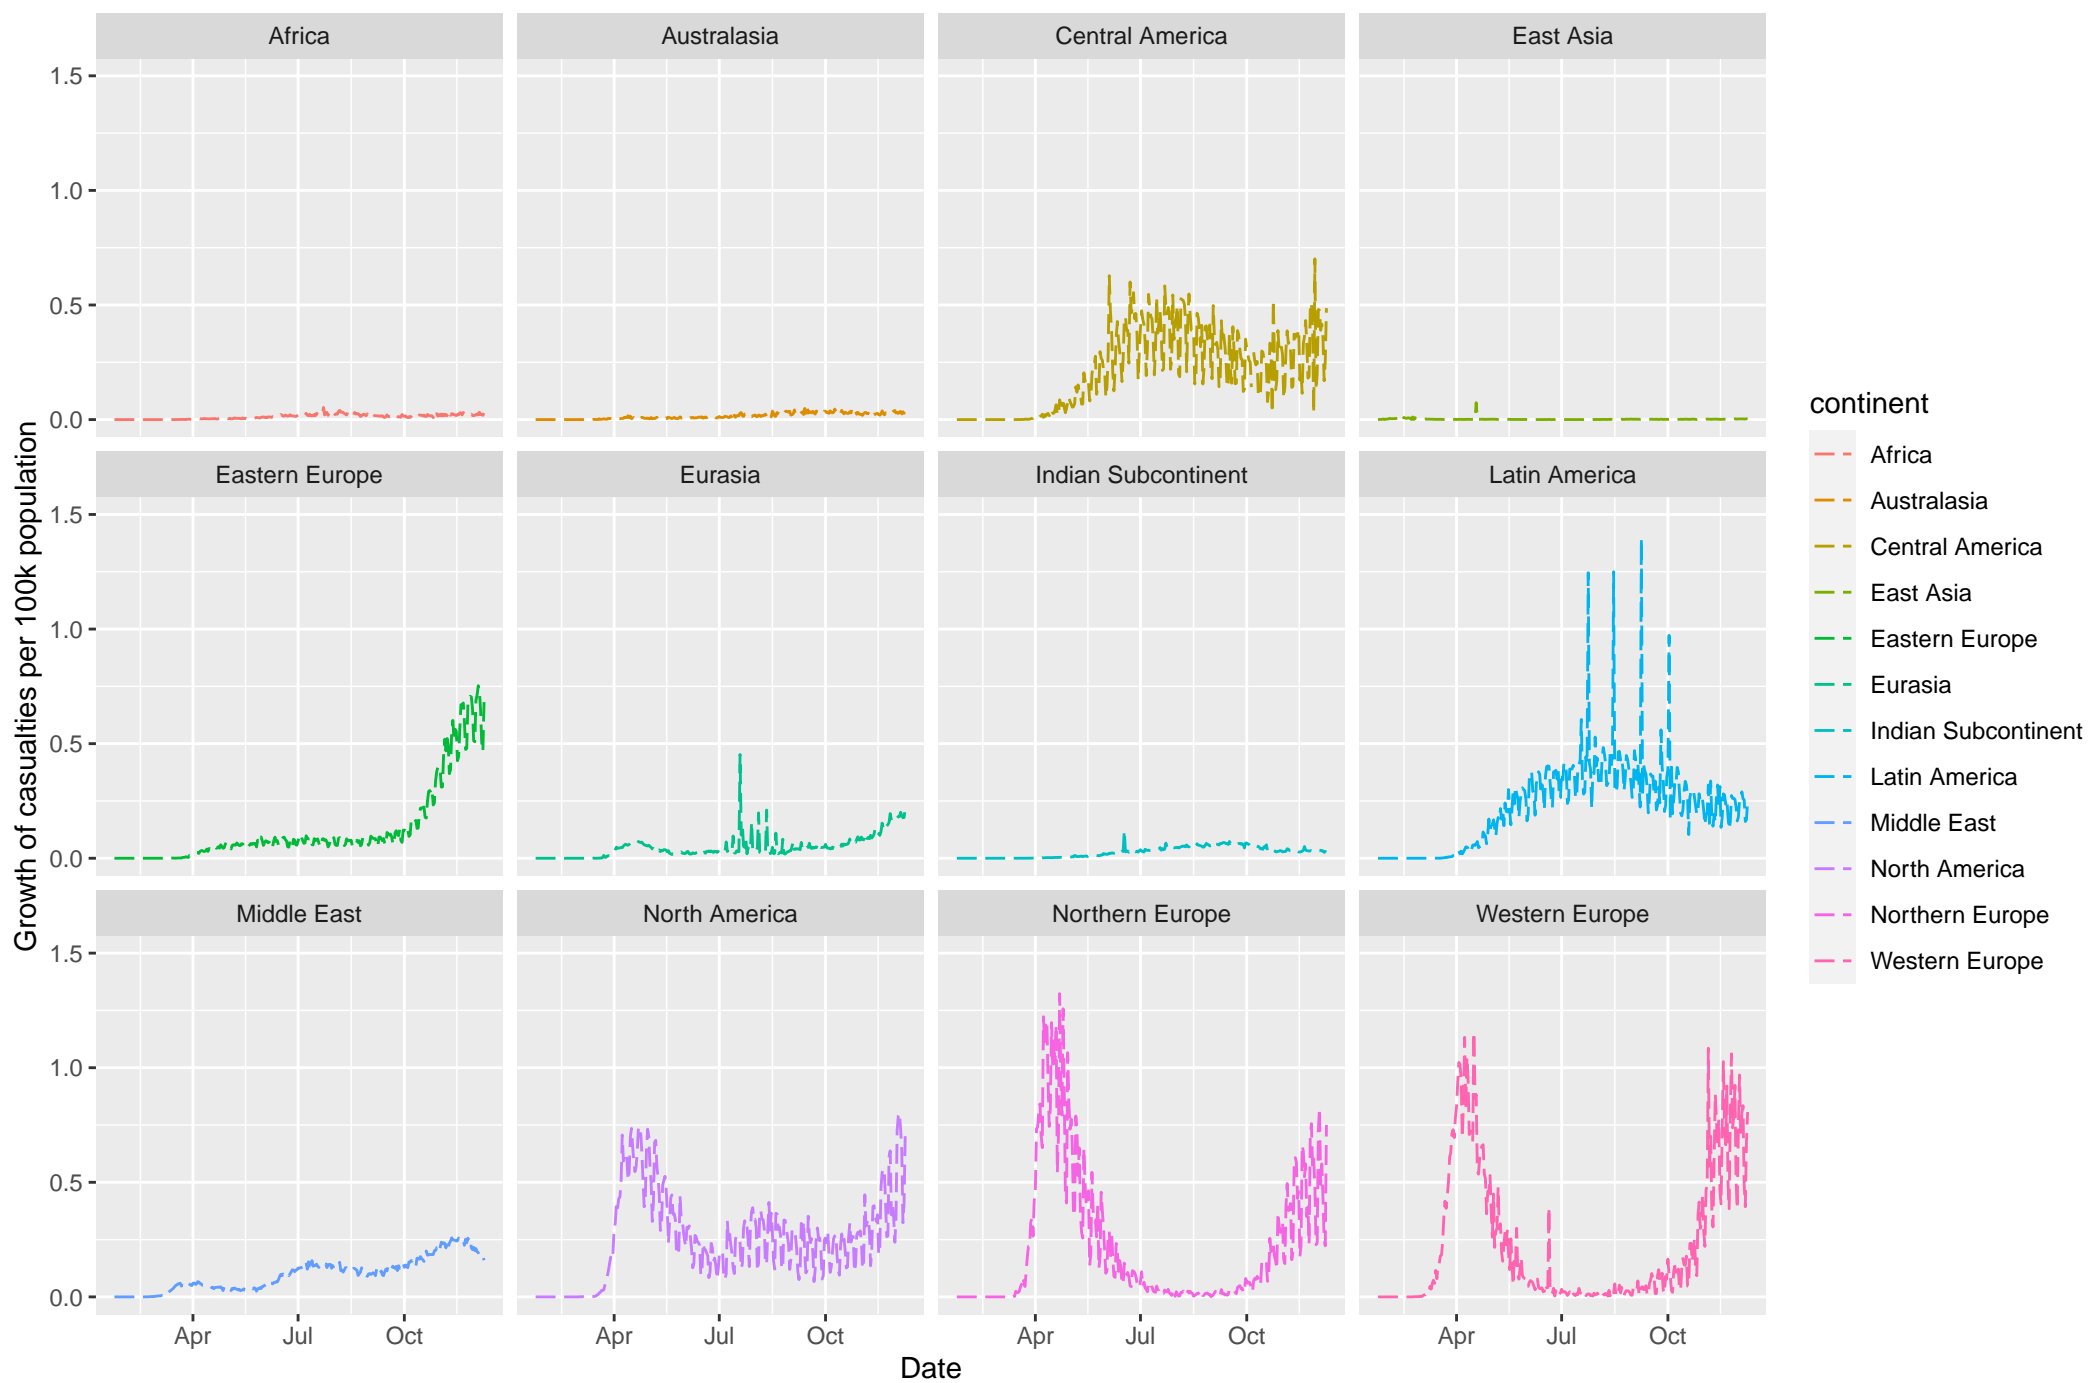 Africa
Australasia
Central America
East Asia
1.5
1.0
0.5
0.0
Eastern Europe
Eurasia
Indian Subcontinent
Latin America
1.5
1.0
0.5
0.0
Middle East
North America
Northern Europe
Western Europe
1.5
1.0
0.5
0.0
Apr Jul Oct
Apr Jul Oct
Apr Jul Oct
Apr Jul Oct
Date
Growth of casualties per 100k population
continent
Africa
Australasia
Central America
East Asia
Eastern Europe
Eurasia
Indian Subcontinent
Latin America
Middle East
North America
Northern Europe
Western Europe